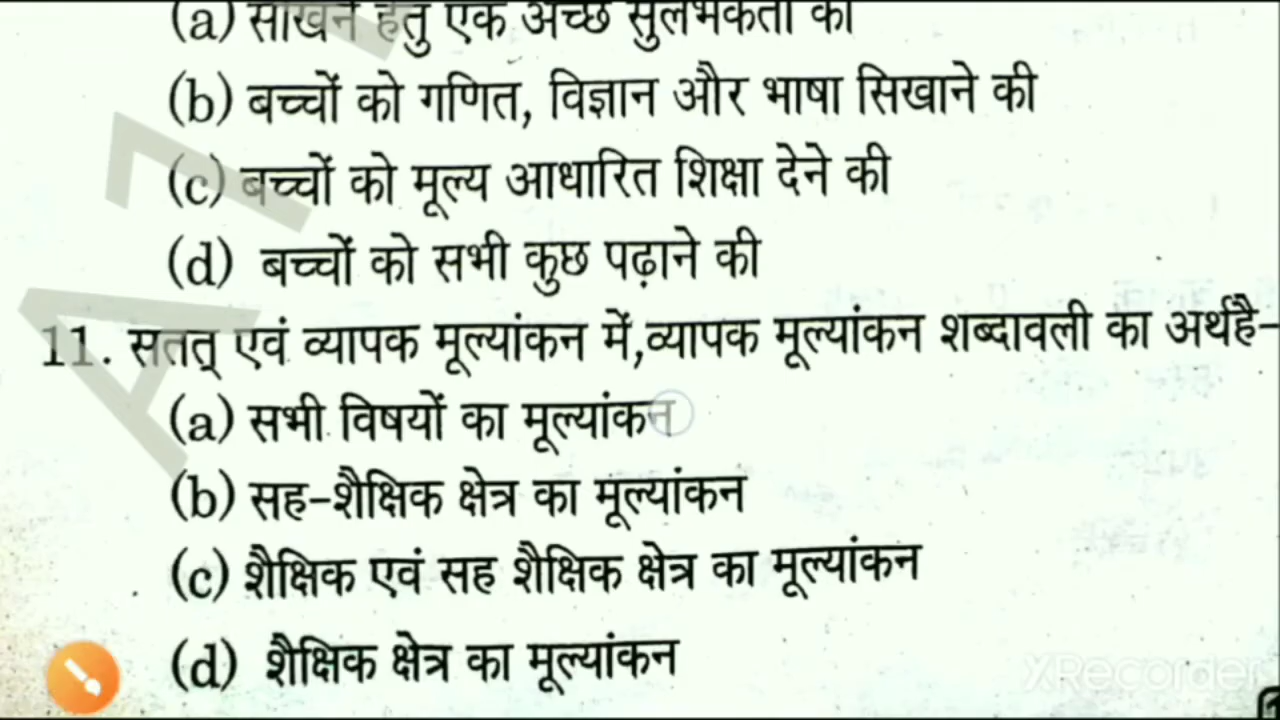 (a) सीखने हेतु एक अच्छे सुलभकर्ता की
(b) बच्चों को गणित, विज्ञान और भाषा सिखाने की
(c) बच्चों को मूल्य आधारित शिक्षा देने की
(d) बच्चों को सभी कुछ पढ़ाने की
11. सतत् एवं व्यापक मूल्यांकन में,व्यापक मूल्यांकन शब्दावली का अर्थहै–
(a) सभी विषयों का मूल्यांकन
(b) सह-शैक्षिक क्षेत्र का मूल्यांकन
(c) शैक्षिक एवं सह शैक्षिक क्षेत्र का मूल्यांकन
(d) शैक्षिक क्षेत्र का मूल्यांकन
XRecorder